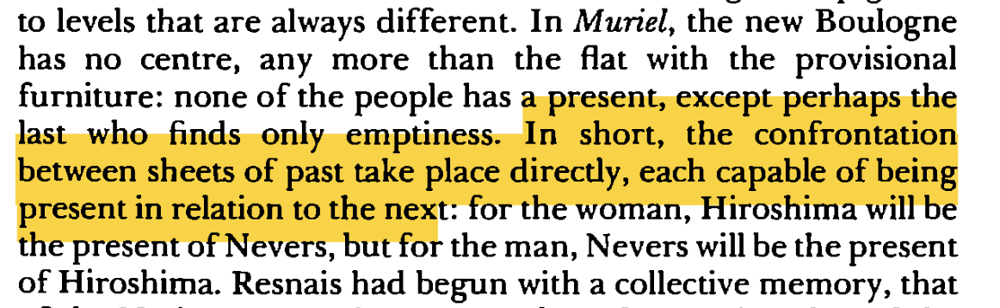 to levels that are always different. In Muriel, the new Boulogne
has no centre, any more than the flat with the provisional
furniture: none of the people has a present, except perhaps the
last who finds only emptiness. In short, the confrontation
between sheets of past take place directly, each capable of being
present in relation to the next: for the woman, Hiroshima will be
the present of Nevers, but for the man, Nevers will be the present
of Hiroshima. Resnais had begun with a collective memory, that